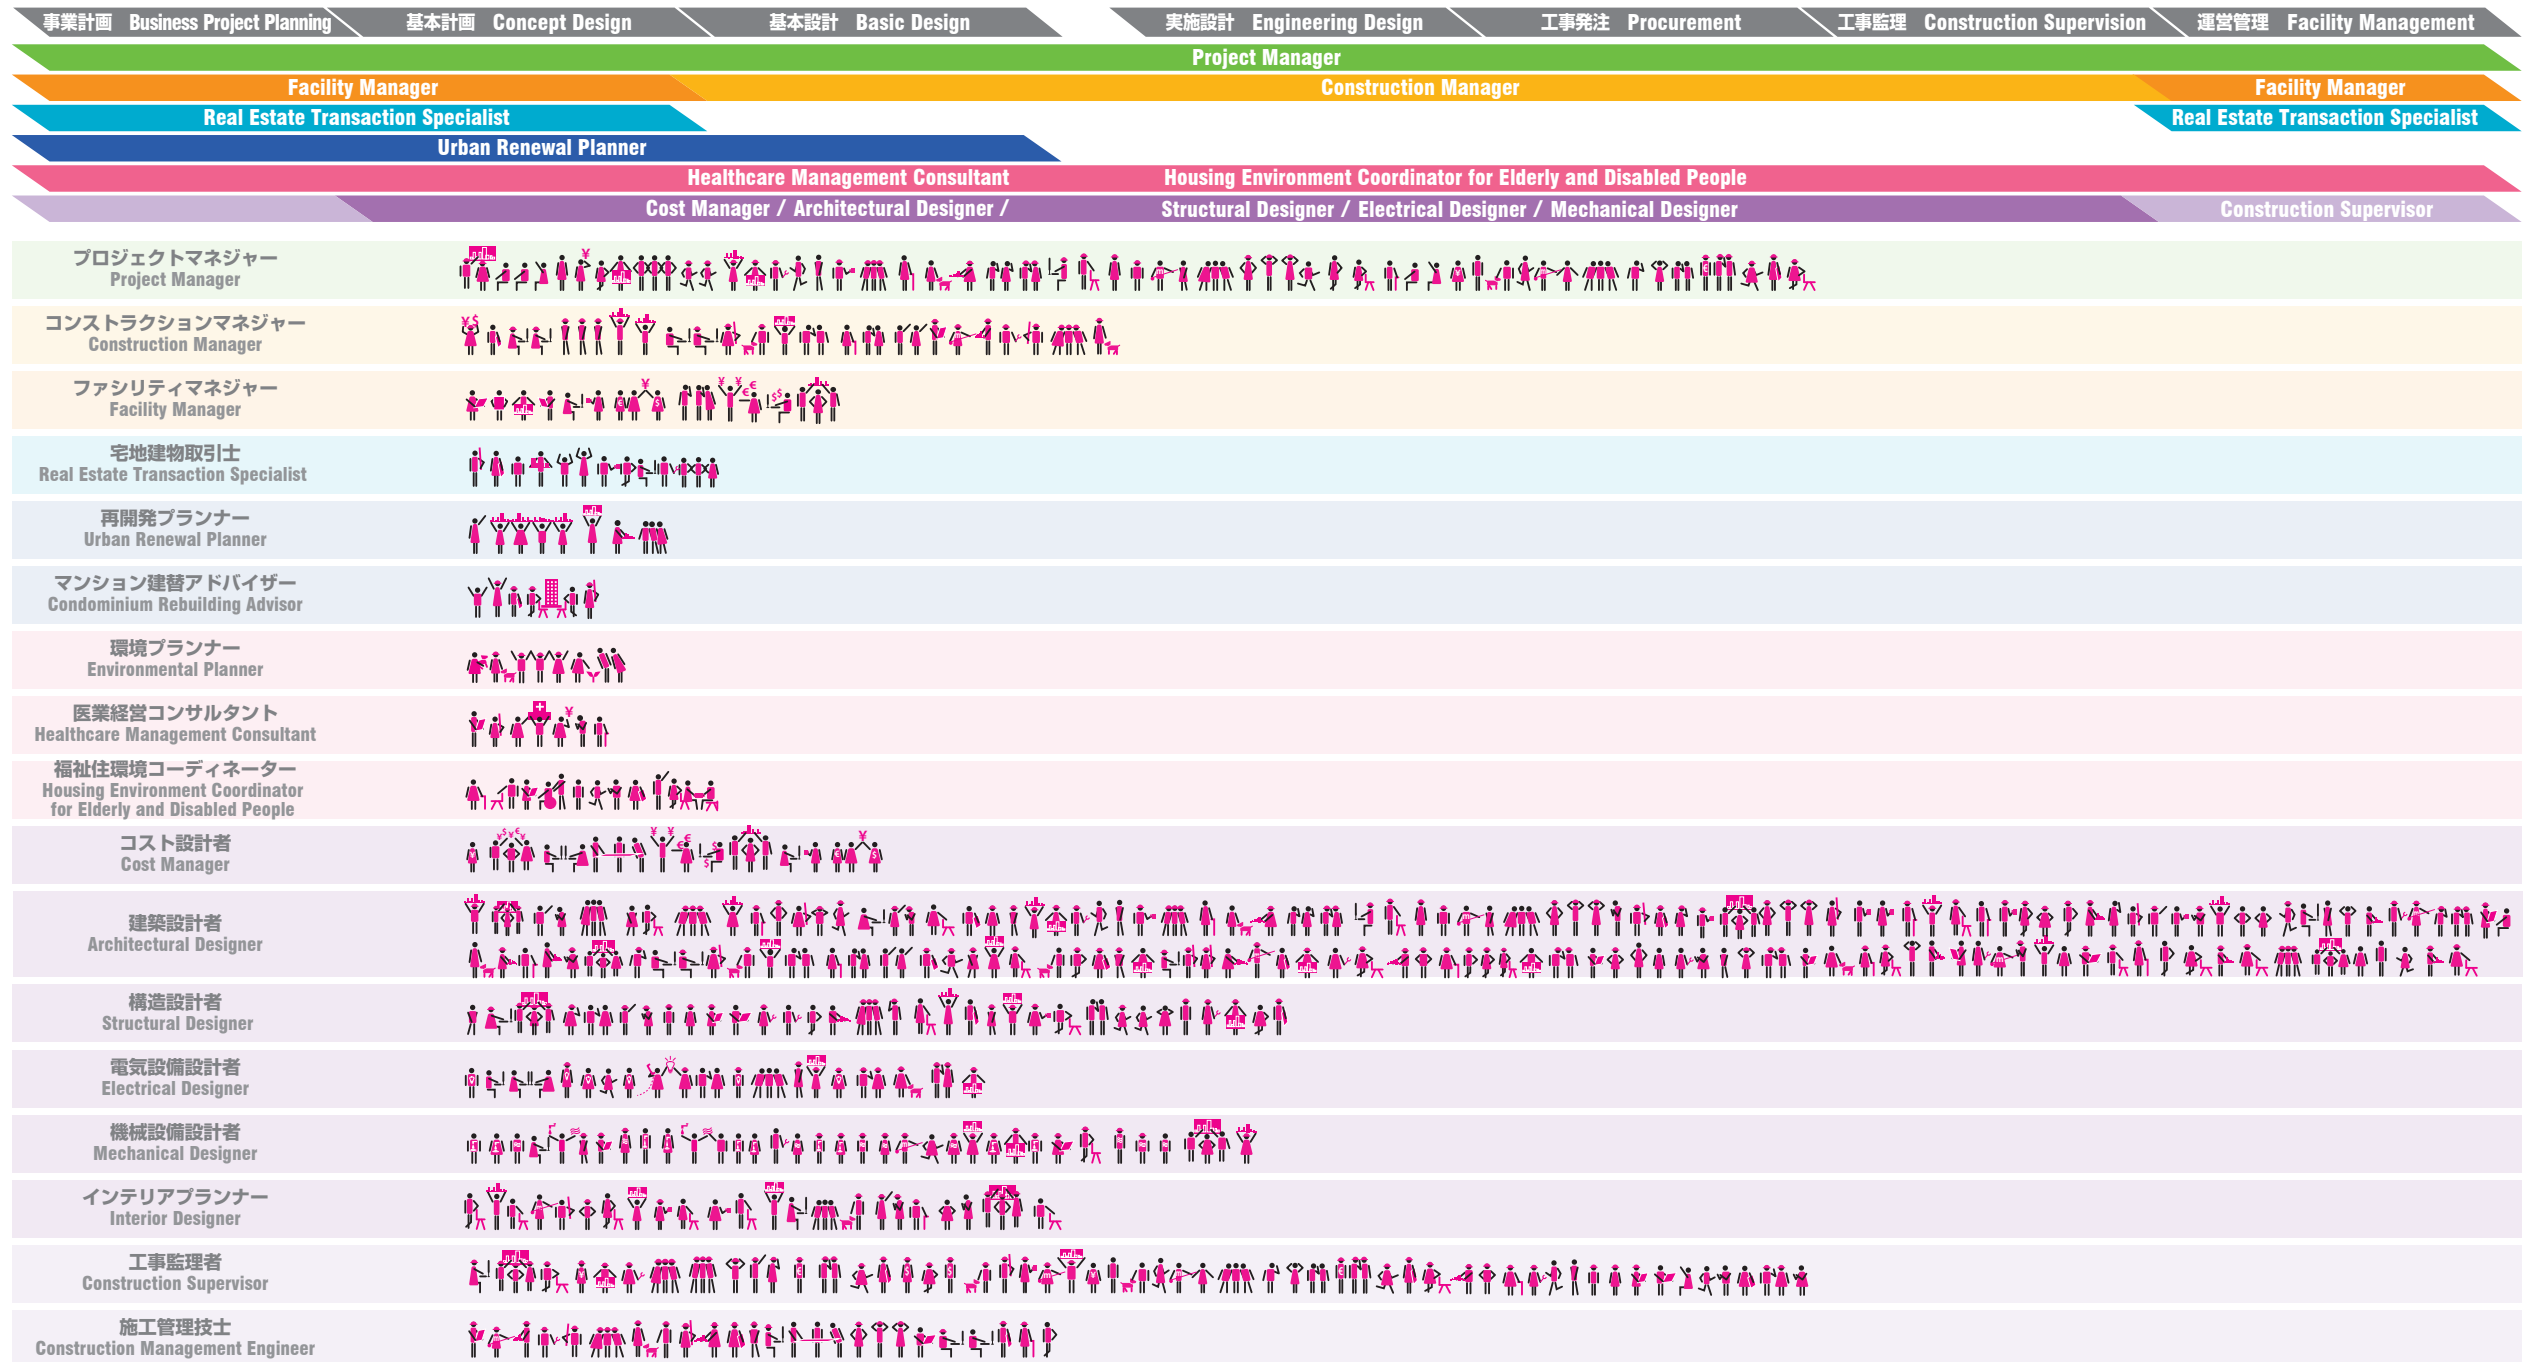 事業計画 Business Project Planning
基本計画 Concept Design
基本設計 Basic Design
実施設計 Engineering Design
工事発注 Procurement
工事監理 Construction Supervision
運営管理 Facility Management
Project Manager
Facility Manager
Construction Manager
Facility Manager
Real Estate Transaction Specialist
Real Estate Transaction Specialist
Urban Renewal Planner
Healthcare Management Consultant
Housing Environment Coordinator for Elderly and Disabled People
Cost Manager / Architectural Designer /
Structural Designer / Electrical Designer / Mechanical Designer
Construction Supervisor
プロジェクトマネジャー
Project Manager
コンストラクションマネジャー
Construction Manager
ファシリティマネジャー
Facility Manager
宅地建物取引士
Real Estate Transaction Specialist
再開発プランナー
Urban Renewal Planner
マンション建替アドバイザー
Condominium Rebuilding Advisor
環境プランナー
Environmental Planner
医業経営コンサルタント
Healthcare Management Consultant
福祉住環境コーディネーター
Housing Environment Coordinator
for Elderly and Disabled People
コスト設計者
Cost Manager
建築設計者
Architectural Designer
構造設計者
Structural Designer
電気設備設計者
Electrical Designer
機械設備設計者
Mechanical Designer
インテリアプランナー
Interior Designer
工事監理者
Construction Supervisor
施工管理技士
Construction Management Engineer